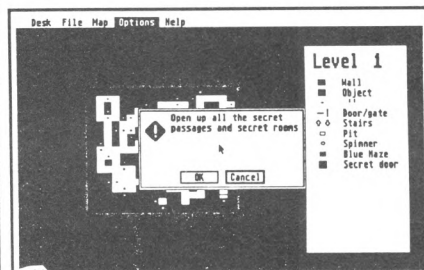 Desk File Map Options Help
Level 1
Wall
Object
Door/gate
Stairs
Pit
Spinner
Blue Maze
Secret door
Open up all the secret
passages and secret rooms
OK Cancel